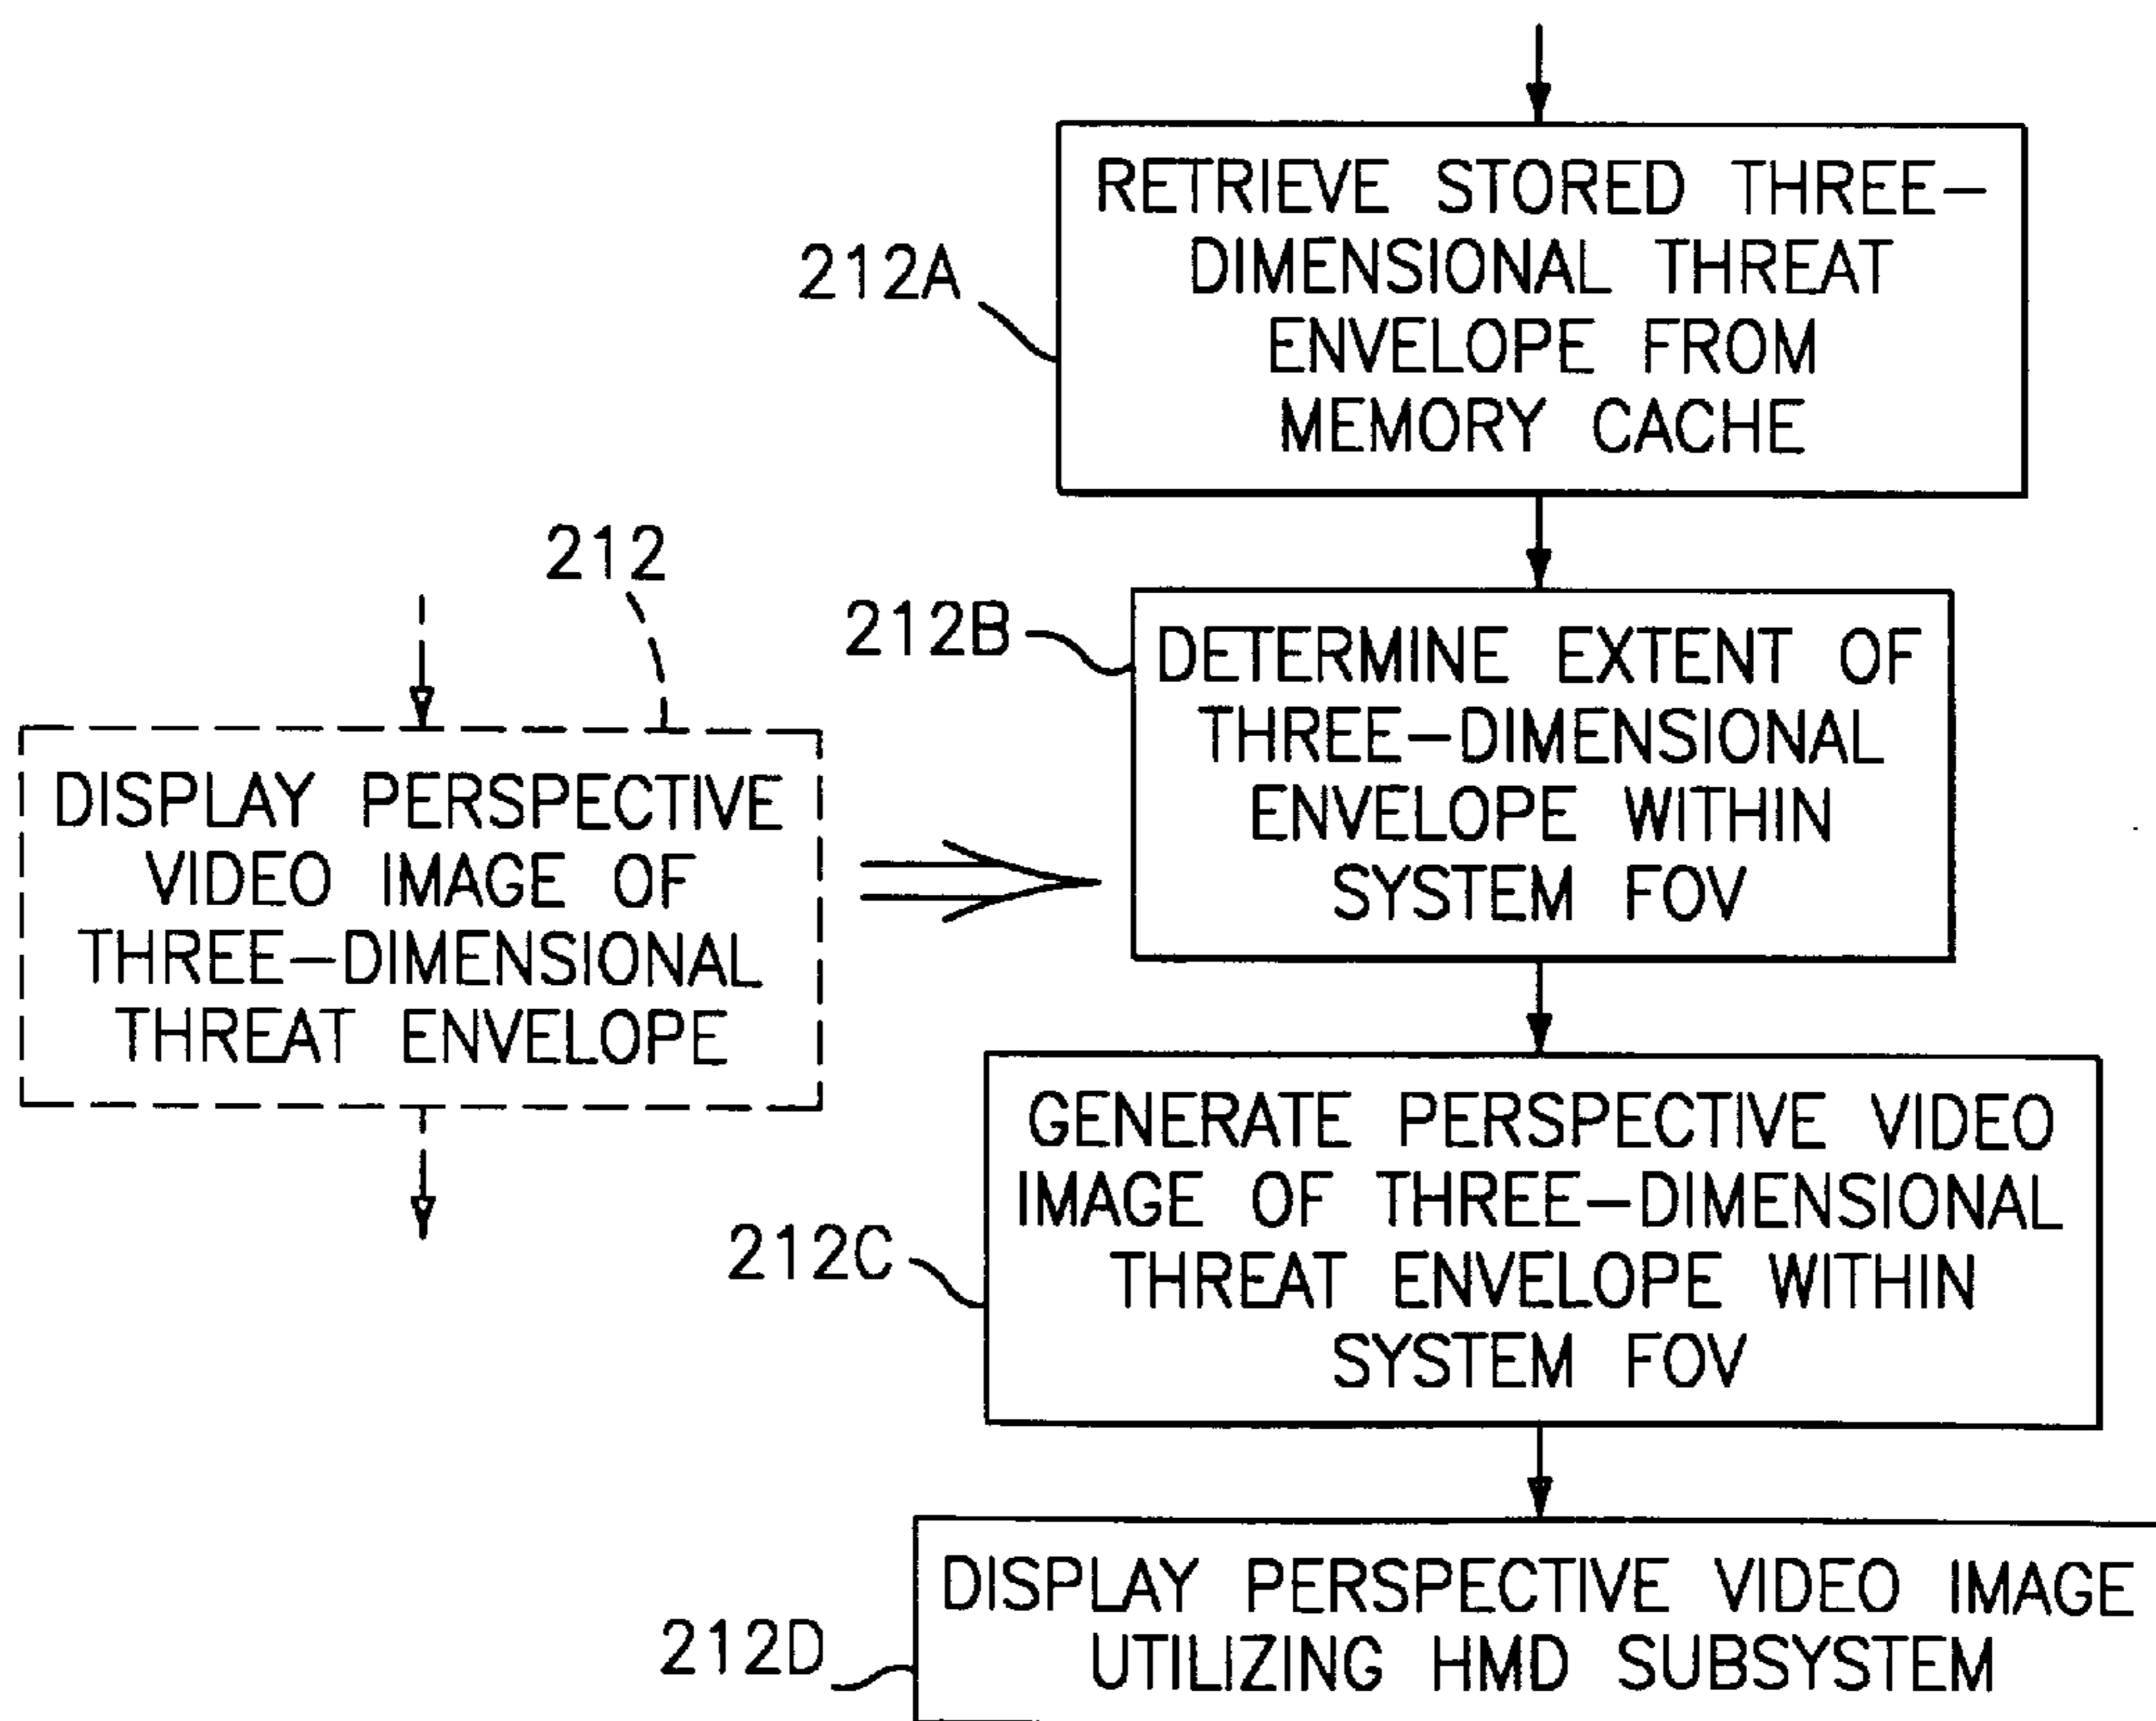 212A
RETRIEVE STORED THREE-
DIMENSIONAL THREAT
ENVELOPE FROM
MEMORY CACHE
212
DISPLAY PERSPECTIVE
VIDEO IMAGE OF
THREE-DIMENSIONAL
THREAT ENVELOPE
212B
DETERMINE EXTENT OF
THREE-DIMENSIONAL
ENVELOPE WITHIN
SYSTEM FOV
212C
GENERATE PERSPECTIVE VIDEO
IMAGE OF THREE-DIMENSIONAL
THREAT ENVELOPE WITHIN
SYSTEM FOV
212D
DISPLAY PERSPECTIVE VIDEO IMAGE
UTILIZING HMD SUBSYSTEM